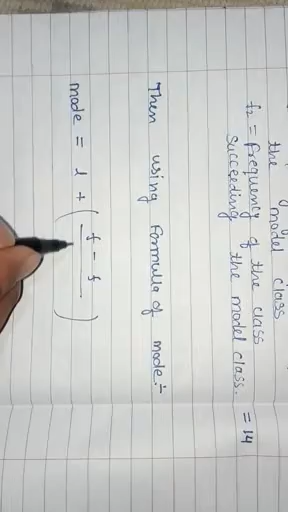 the model class
f₂ = frequency of the class
succeeding the model class. = 14
Then using Formula of mode:-
mode = l + ( f - f )